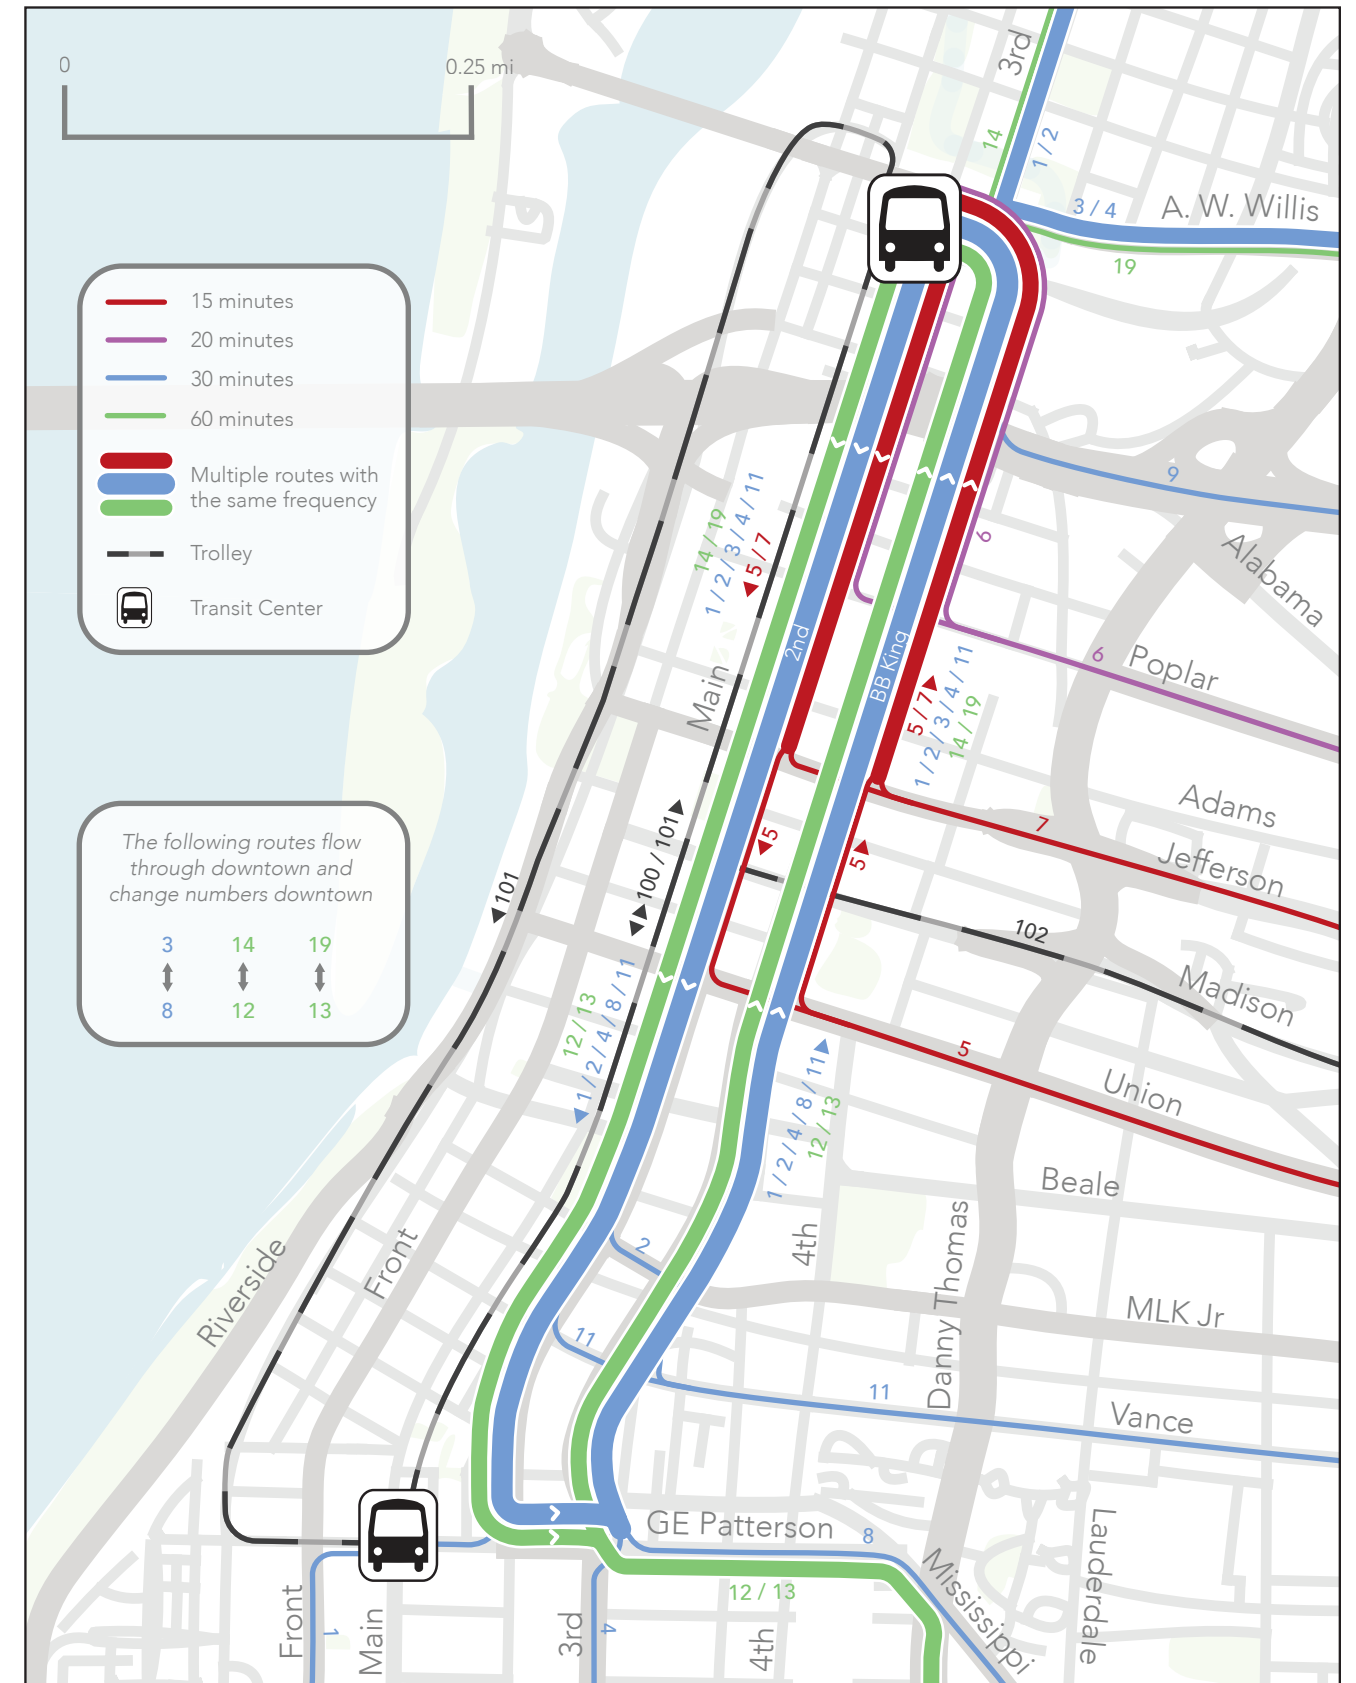 0
0.25 mi
3rd
14
1 / 2
3 / 4
A. W. Willis
19
15 minutes
20 minutes
30 minutes
60 minutes
Multiple routes with
the same frequency
Trolley
Transit Center
9
Alabama
14 / 19
1 / 2 / 3 / 4 / 11
5 / 7
6
2nd
BB King
Main
6
Poplar
5 / 7
1 / 2 / 3 / 4 / 11
14 / 19
Adams
7
Jefferson
The following routes flow
through downtown and
change numbers downtown
3
14
19
8
12
13
101
100 / 101
5
5
102
Madison
12 / 13
1 / 2 / 4 / 8 / 11
5
Union
1 / 2 / 4 / 8 / 11
12 / 13
Beale
Riverside
Front
2
4th
Danny Thomas
MLK Jr
11
11
Vance
GE Patterson
8
12 / 13
Mississippi
Lauderdale
Front
1
Main
3rd
4
4th